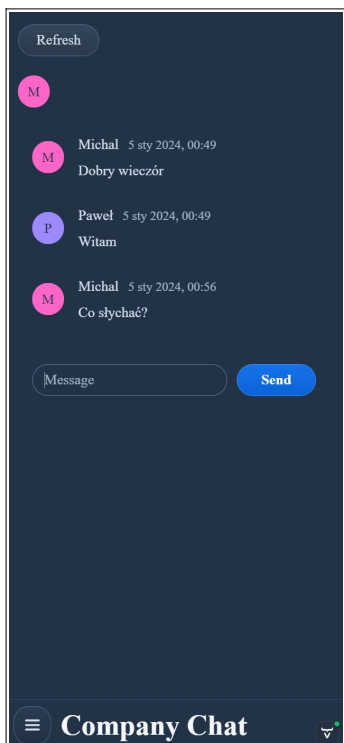 Refresh
M
M
Michal 5 sty 2024, 00:49
Dobry wieczór
P
Paweł 5 sty 2024, 00:49
Witam
M
Michal 5 sty 2024, 00:56
Co słychać?
Message
Send
Company Chat